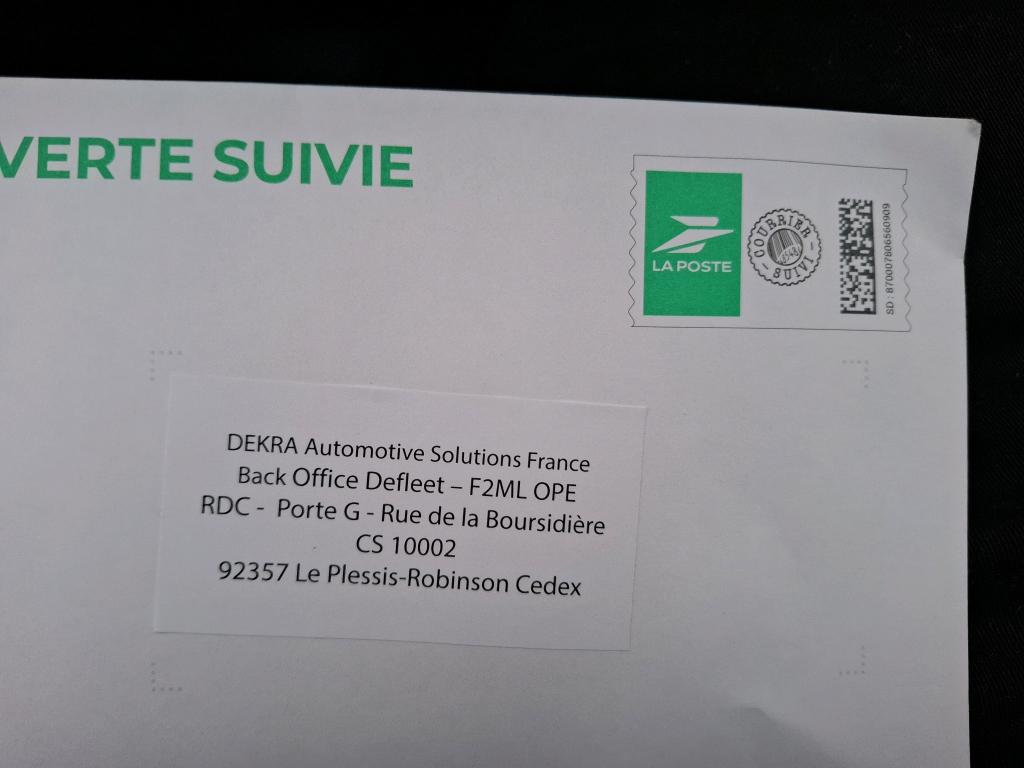 VERTE SUIVIE
LA POSTE
COURRIER
SUIVI
SD : 870007806560909
DEKRA Automotive Solutions France
Back Office Defleet – F2ML OPE
RDC - Porte G - Rue de la Boursidière
CS 10002
92357 Le Plessis-Robinson Cedex